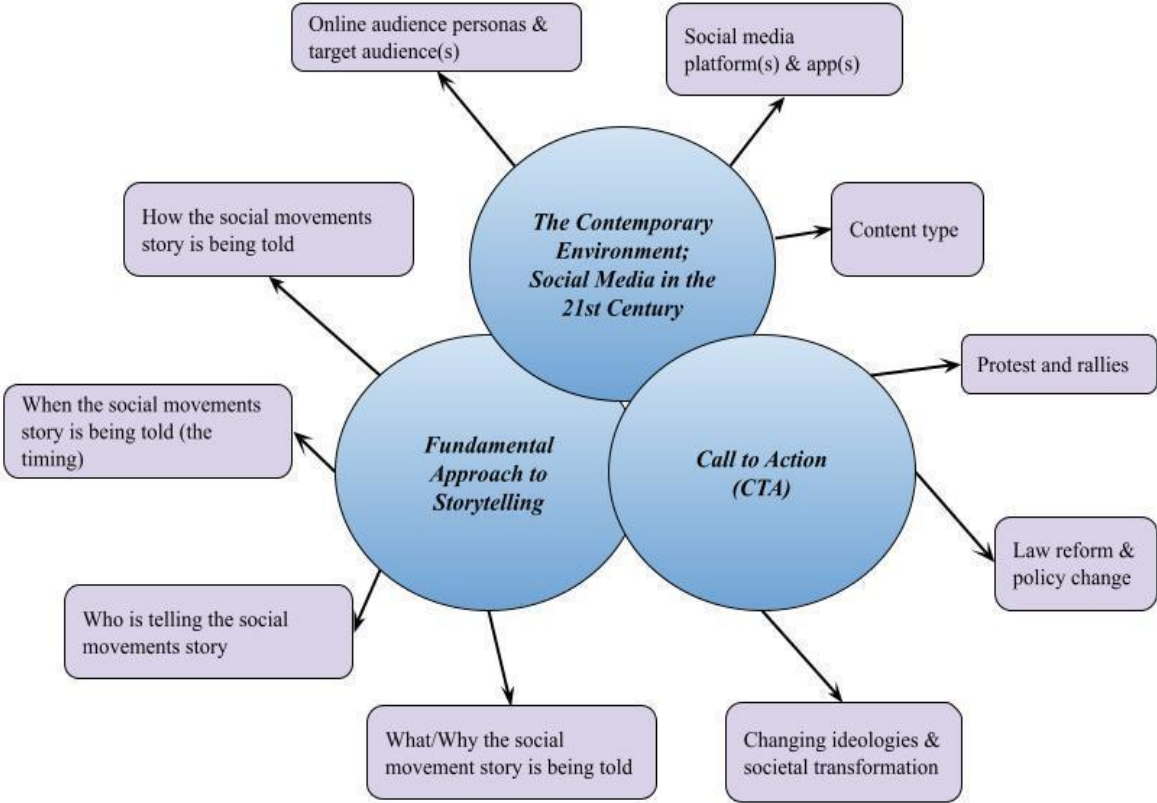 Online audience personas &
target audience(s)
Social media
platform(s) & app(s)
The Contemporary
Environment;
Social Media in the
21st Century
How the social movements
story is being told
Content type
Protest and rallies
When the social movements
story is being told (the
timing)
Fundamental
Approach to
Storytelling
Call to Action
(CTA)
Law reform &
policy change
Who is telling the social
movements story
What/Why the social
movement story is being told
Changing ideologies &
societal transformation